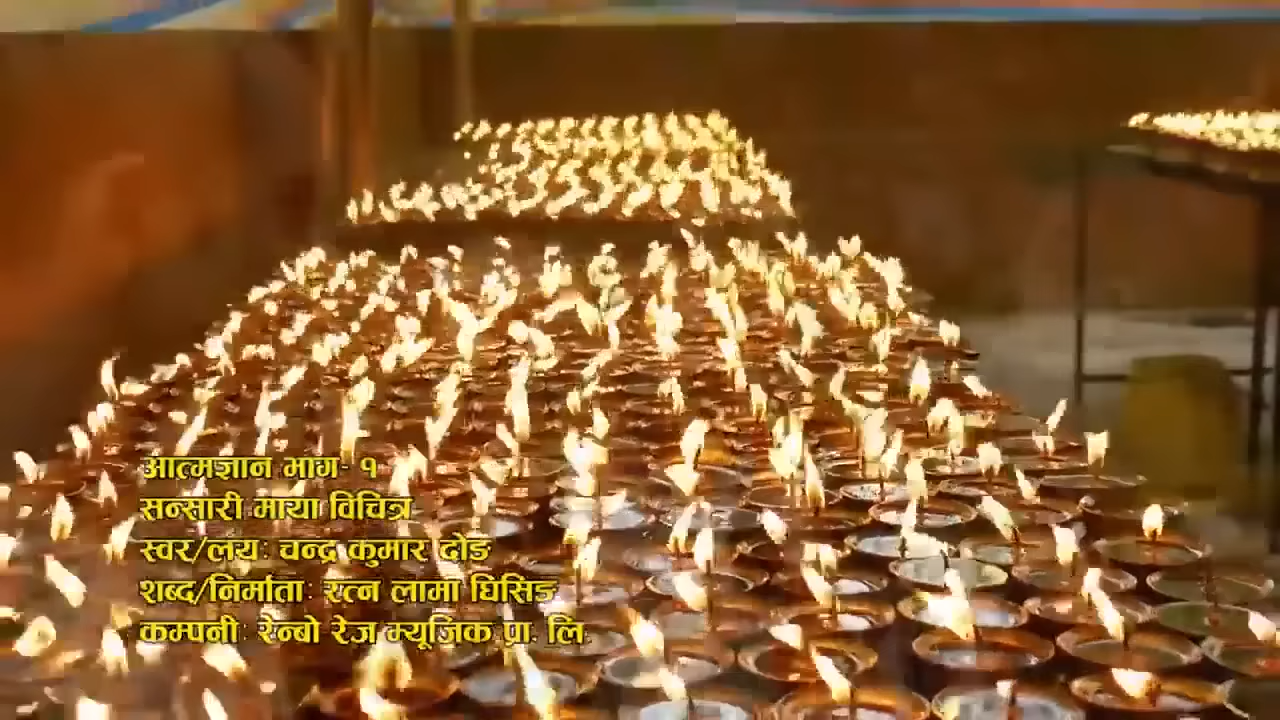 आत्मज्ञान भाग- १
सन्सारी माया विचित्र
स्वर/लयः चन्द्र कुमार दोङ
शब्द/निर्माताः रत्न लामा घिसिङ
कम्पनीः रेन्बो रेज म्यूजिक प्रा. लि.